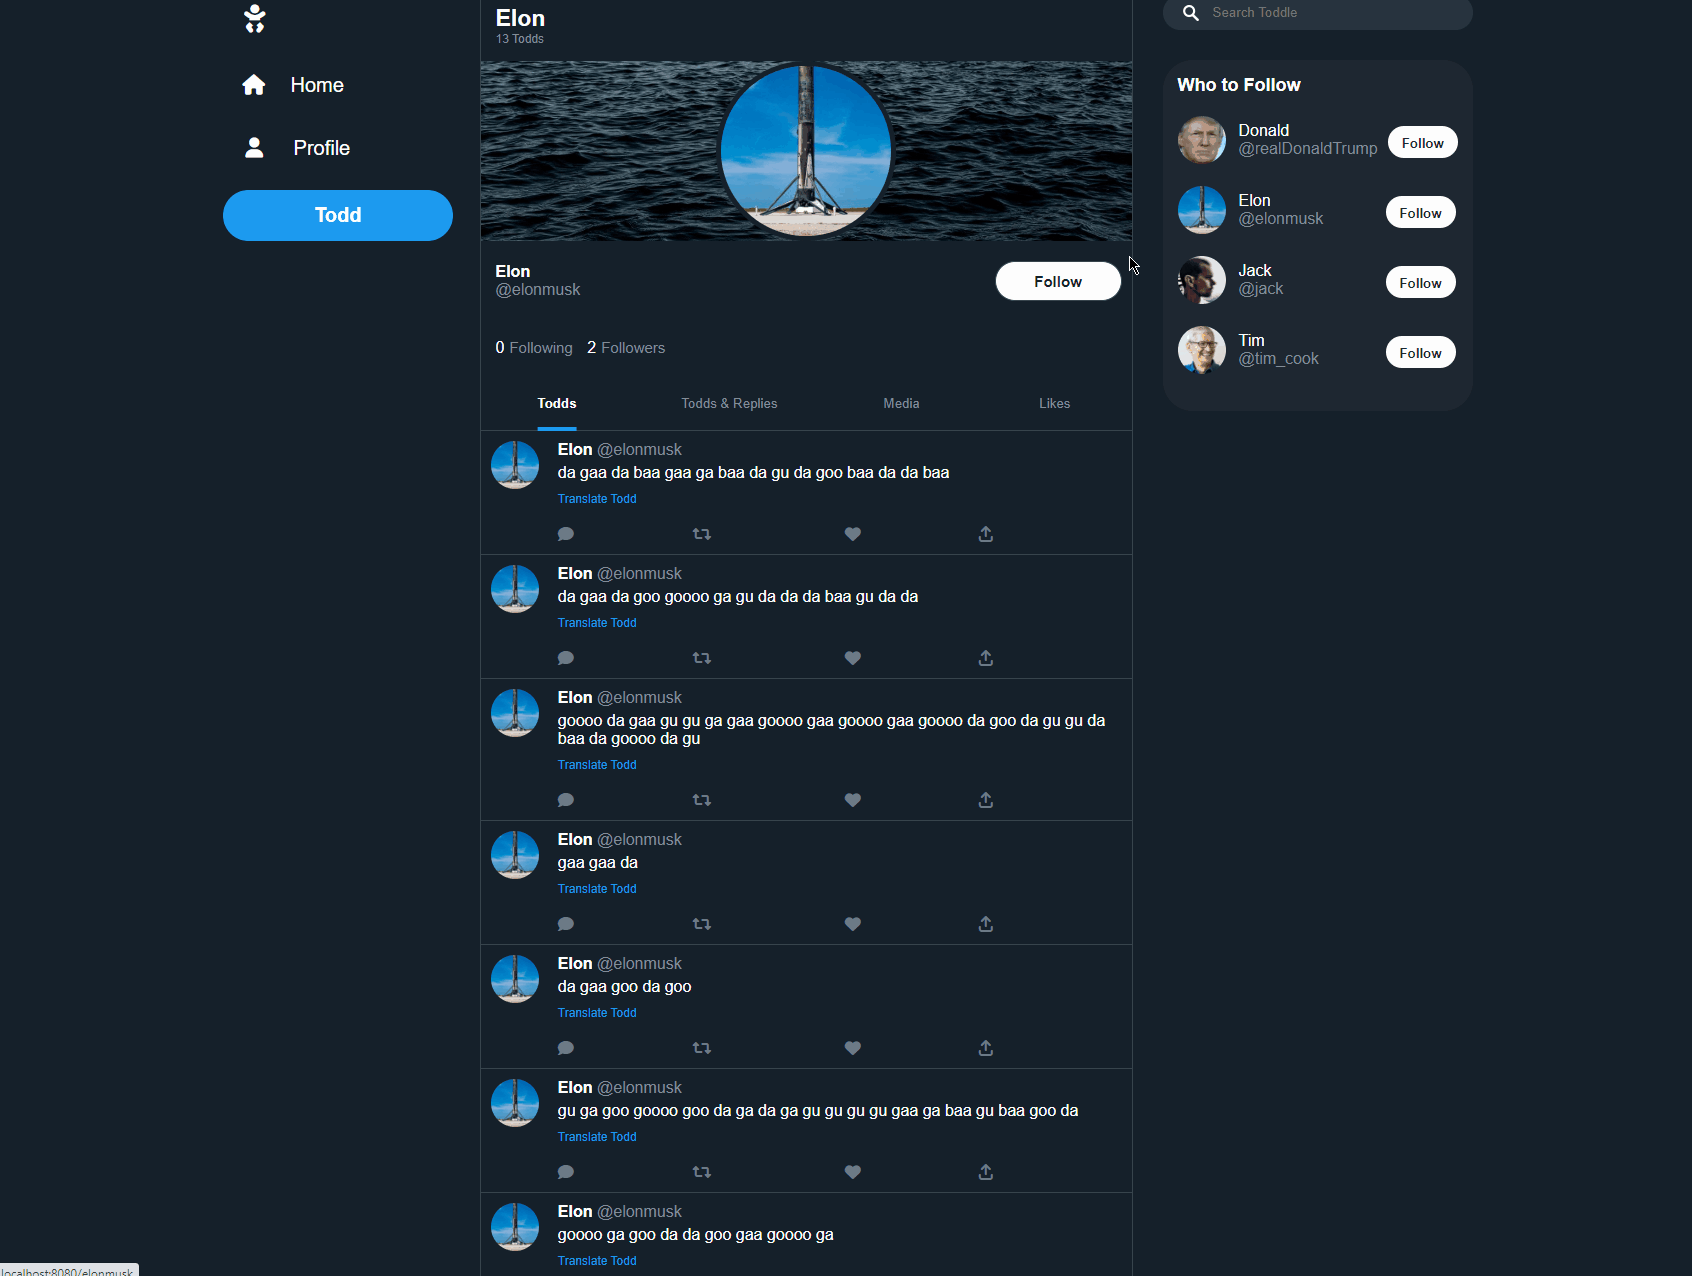 Elon
13 Todds
Search Toddle
Home
Profile
Todd
Who to Follow
Donald
@realDonaldTrump
Follow
Elon
@elonmusk
Follow
Jack
@jack
Follow
Tim
@tim_cook
Follow
Elon
@elonmusk
Follow
0 Following 2 Followers
Todds Todds & Replies Media Likes
Elon @elonmusk
da gaa da baa gaa ga baa da gu da goo baa da da baa
Translate Todd
Elon @elonmusk
da gaa da goo goooo ga gu da da da baa gu da da
Translate Todd
Elon @elonmusk
goooo da gaa gu gu ga gaa goooo gaa goooo gaa goooo da goo da gu gu da
baa da goooo da gu
Translate Todd
Elon @elonmusk
gaa gaa da
Translate Todd
Elon @elonmusk
da gaa goo da goo
Translate Todd
Elon @elonmusk
gu ga goo goooo goo da ga da ga gu gu gu gu gaa ga baa gu baa goo da
Translate Todd
Elon @elonmusk
goooo ga goo da da goo gaa goooo ga
Translate Todd
localhost:8080/elonmusk